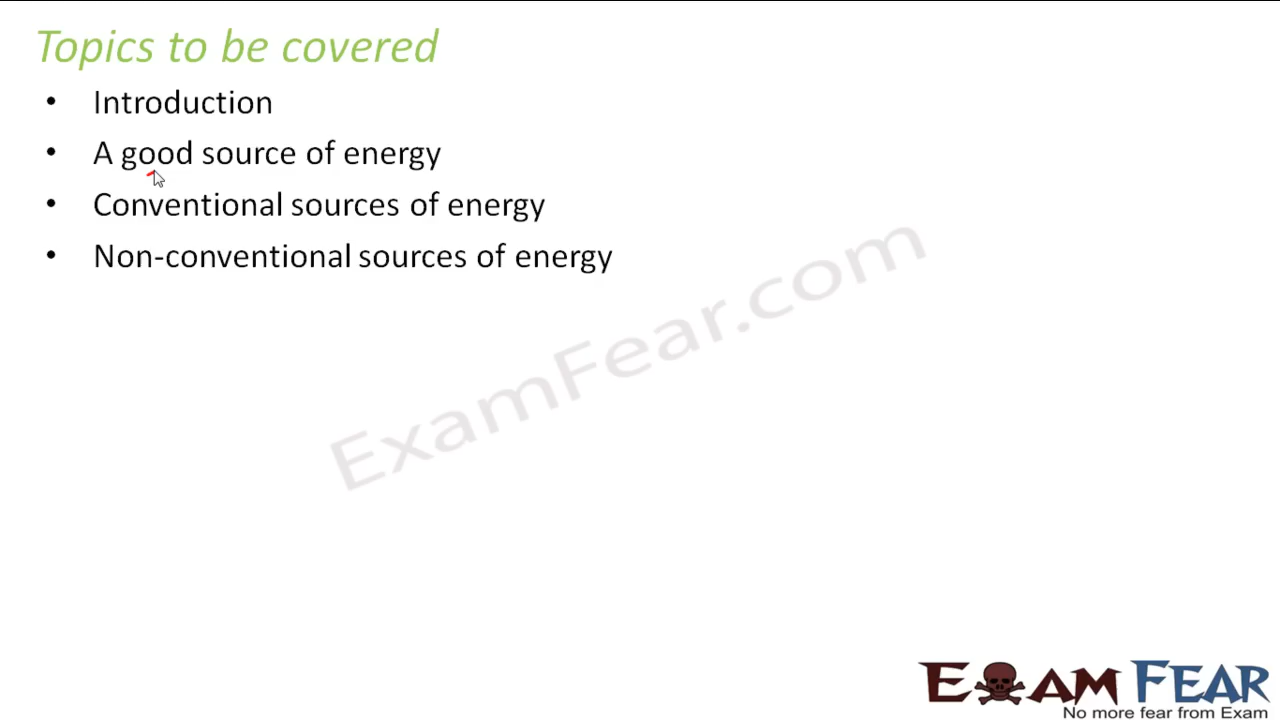 Topics to be covered
• Introduction
• A good source of energy
• Conventional sources of energy
• Non-conventional sources of energy
ExamFear.com
EXAM FEAR
No more fear from Exam